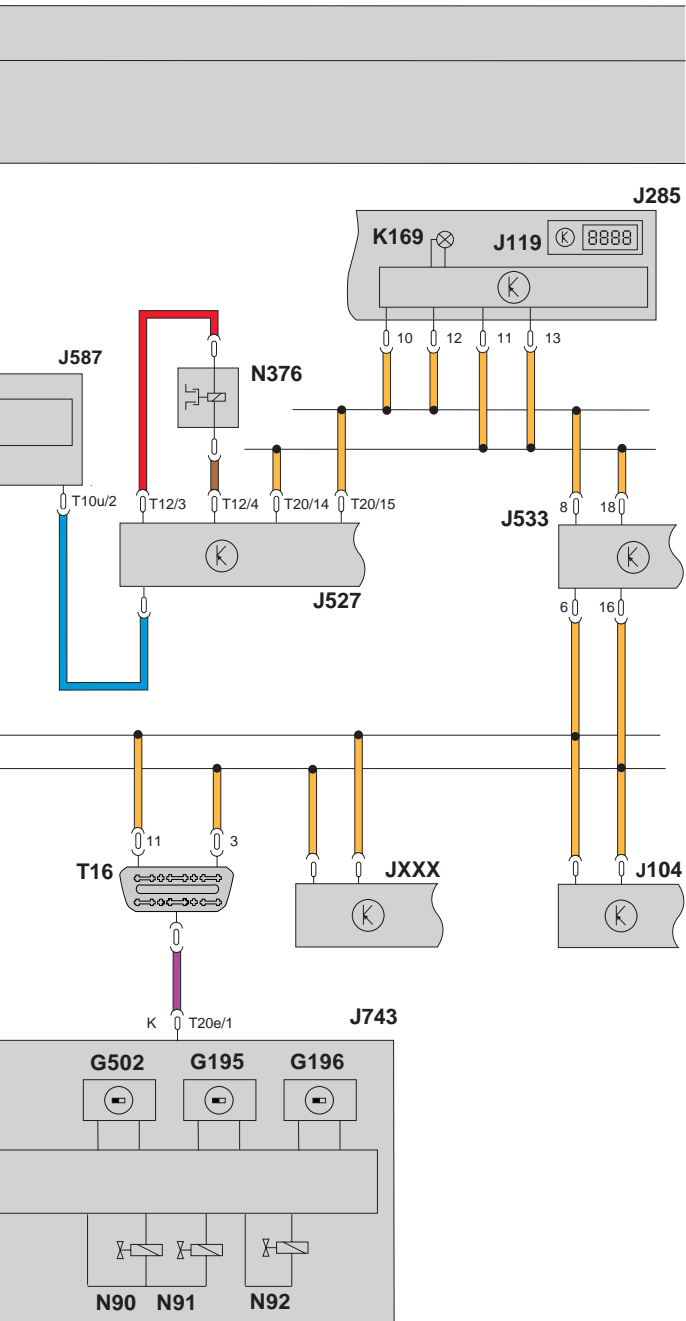 J285
K169
J119
8888
10 12 11 13
J587
N376
T10u/2
T12/3 T12/4 T20/14 T20/15
8 18
J533
J527
6 16
11 3
T16
JXXX
J104
K T20e/1
J743
G502 G195 G196
N90 N91 N92